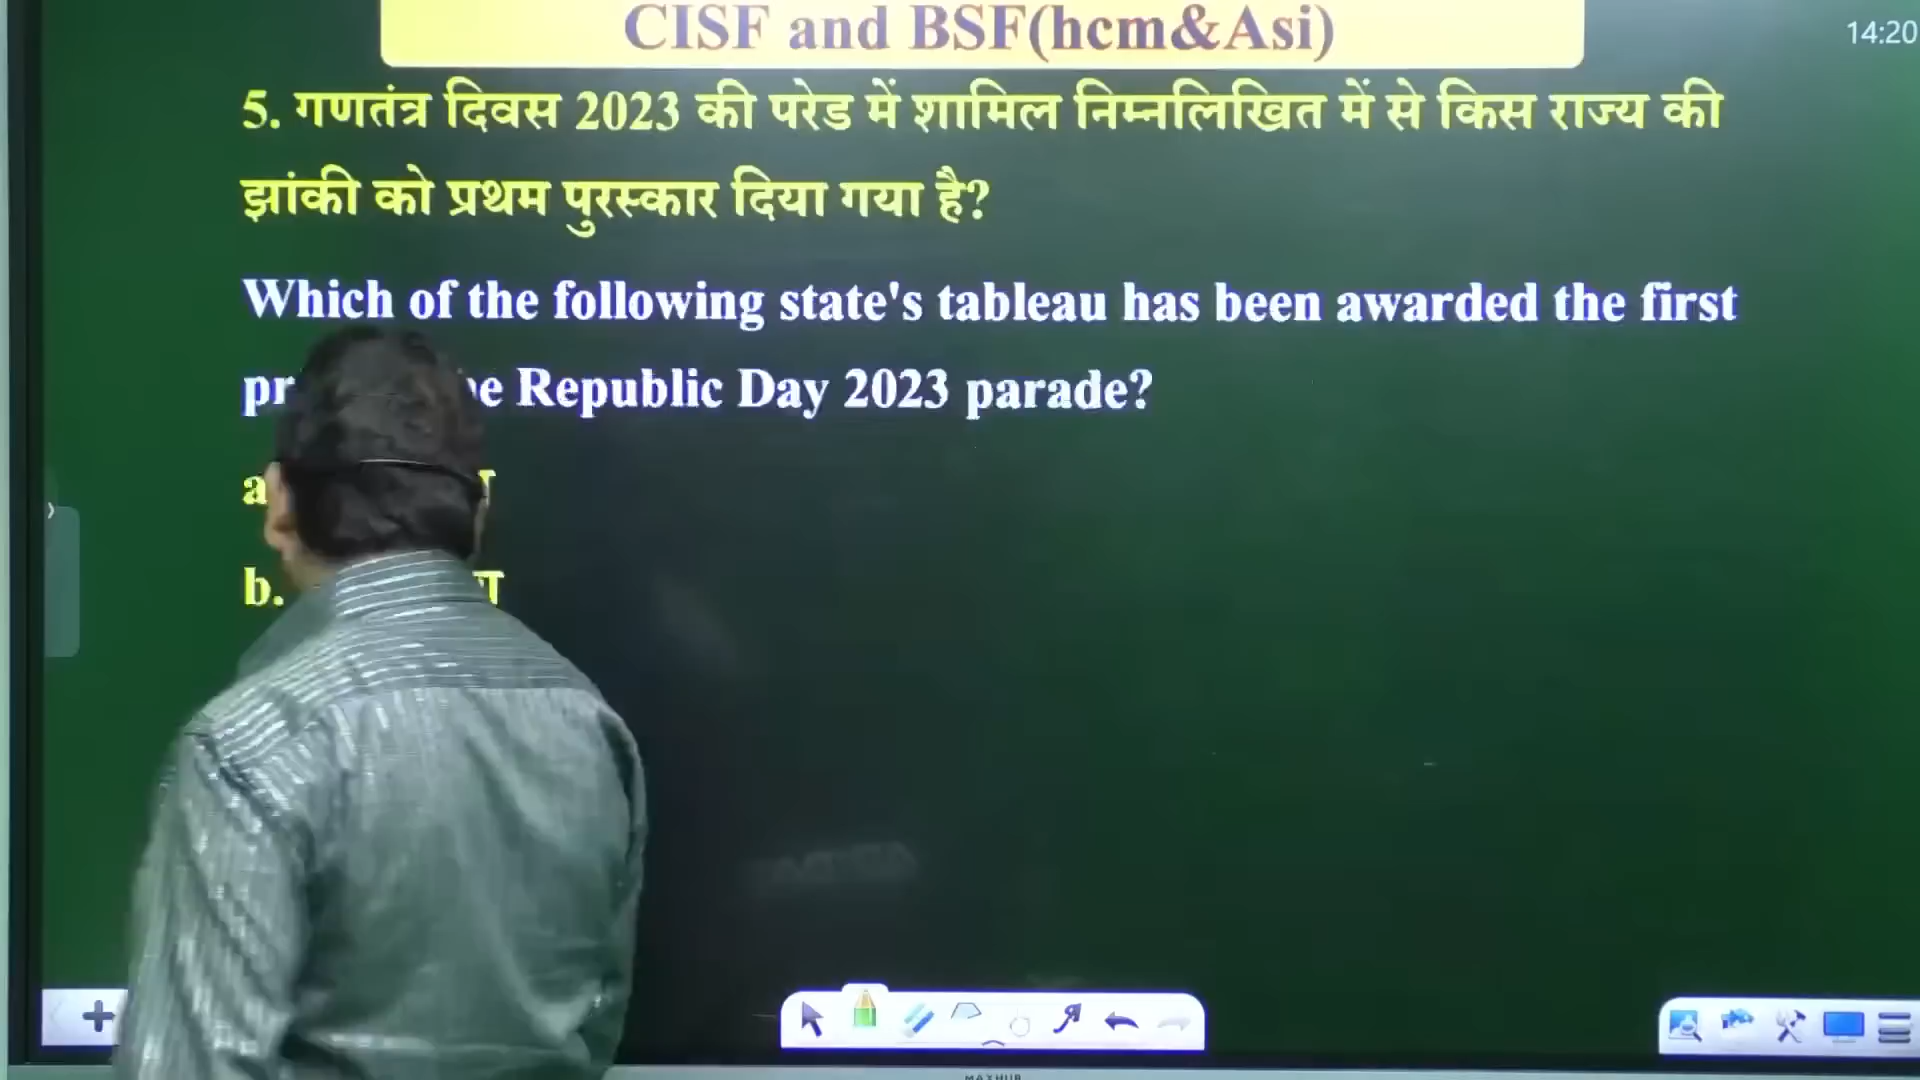 CISF and BSF(hcm&Asi)
14:20
5. गणतंत्र दिवस 2023 की परेड में शामिल निम्नलिखित में से किस राज्य की
झांकी को प्रथम पुरस्कार दिया गया है?
Which of the following state's tableau has been awarded the first
Republic Day 2023 parade?
a
b.
MAXHUB